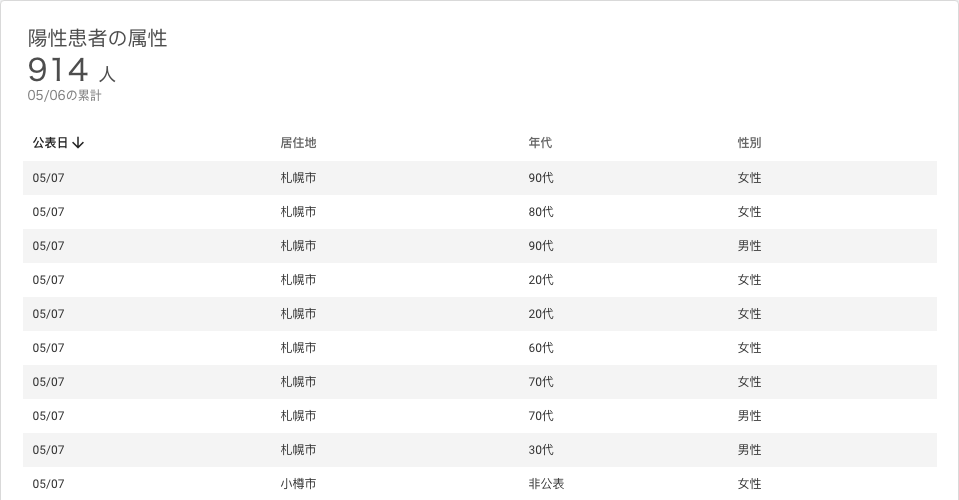 陽性患者の属性
914 人
05/06の累計
公表日↓ 居住地 年代 性別
05/07 札幌市 90代 女性
05/07 札幌市 80代 女性
05/07 札幌市 90代 男性
05/07 札幌市 20代 女性
05/07 札幌市 20代 女性
05/07 札幌市 60代 女性
05/07 札幌市 70代 女性
05/07 札幌市 70代 男性
05/07 札幌市 30代 男性
05/07 小樽市 非公表 女性